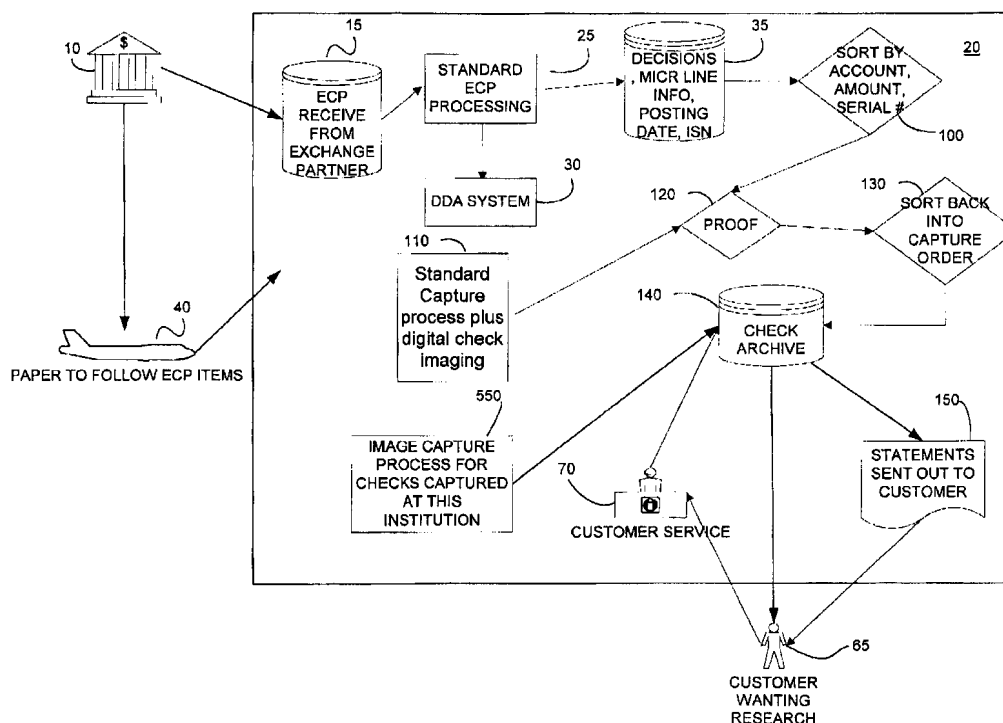 10
$
15
ECP
RECEIVE
FROM
EXCHANGE
PARTNER
25
STANDARD
ECP
PROCESSING
30
DDA SYSTEM
35
DECISIONS
, MICR LINE
INFO,
POSTING
DATE, ISN
20
SORT BY
ACCOUNT,
AMOUNT,
SERIAL #
100
120
PROOF
130
SORT BACK
INTO
CAPTURE
ORDER
110
Standard
Capture
process plus
digital check
imaging
140
CHECK
ARCHIVE
40
PAPER TO FOLLOW ECP ITEMS
550
IMAGE CAPTURE
PROCESS FOR
CHECKS CAPTURED
AT THIS
INSTITUTION
70
CUSTOMER SERVICE
150
STATEMENTS
SENT OUT TO
CUSTOMER
65
CUSTOMER
WANTING
RESEARCH